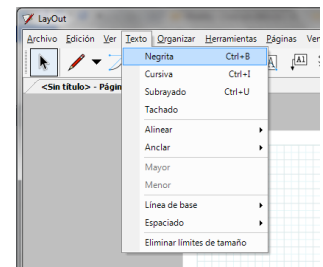 LayOut
Archivo Edición Ver Texto Organizar Herramientas Páginas
<Sin título> - Págin
Negrita Ctrl+B
Cursiva Ctrl+I
Subrayado Ctrl+U
Tachado
Alinear
Anclar
Mayor
Menor
Línea de base
Espaciado
Eliminar límites de tamaño
A1